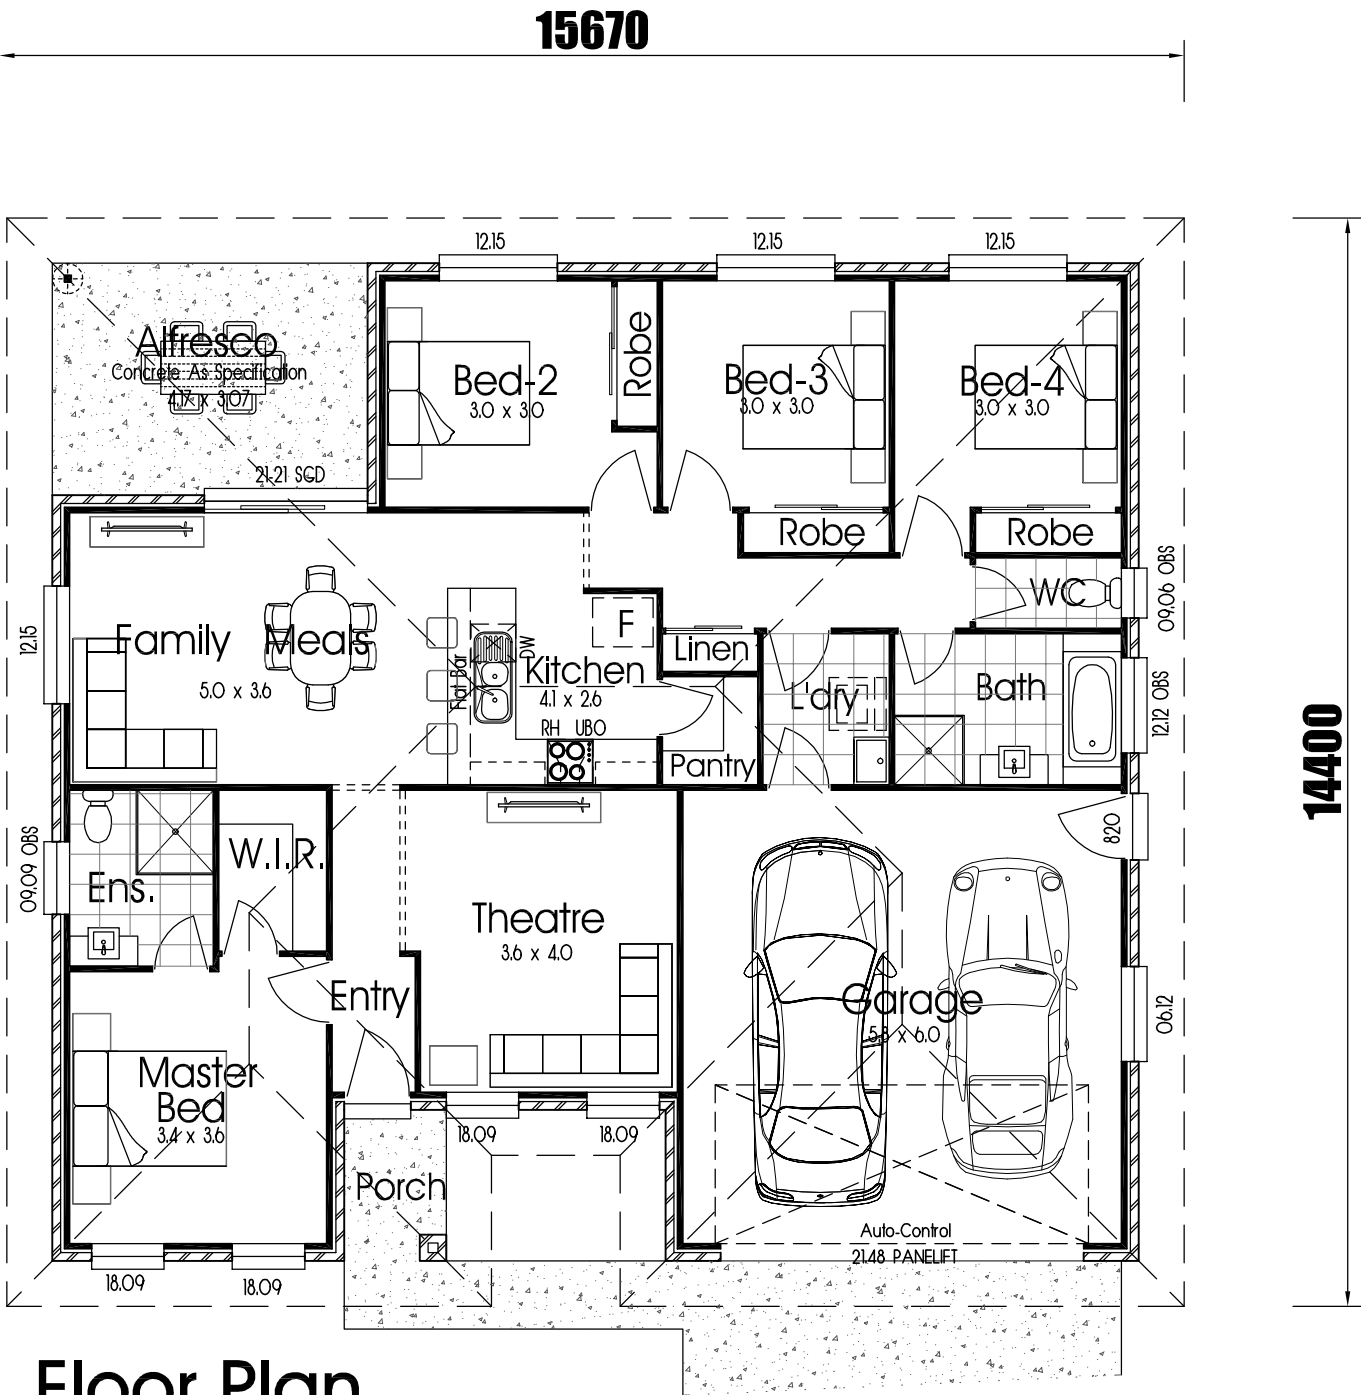 15670
12.15
12.15
12.15
Alfresco
Concrete As Specification
4.17 x 3.07
Bed-2
3.0 x 3.0
Robe
Bed-3
3.0 x 3.0
Bed-4
3.0 x 3.0
21-21 SGD
Robe
Robe
WC
09.06 OBS
12.15
Family
Meals
5.0 x 3.6
Flat Bar
DW
F
Kitchen
4.1 x 2.6
RH UBO
Linen
Pantry
L'dry
Bath
12.12 OBS
14400
09.09 OBS
Ens.
W.I.R.
Theatre
3.6 x 4.0
820
Entry
Garage
5.8 x 6.0
06.12
Master
Bed
3.4 x 3.6
18.09
18.09
Porch
Auto-Control
21.48 PANELIFT
18.09
18.09
Floor Plan